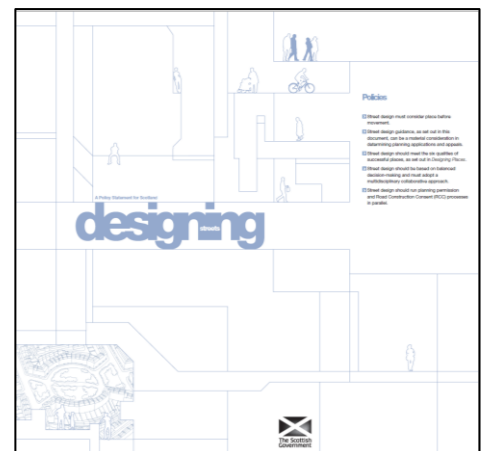 Policies
Street design must consider place before
movement.
Street design guidance, as set out in this
document, can be a material consideration in
determining planning applications and appeals.
Street design should meet the six qualities of
successful places, as set out in Designing Places.
Street design should be based on balanced
decision-making and must adopt a
multidisciplinary collaborative approach.
Street design should run planning permission
and Road Construction Consent (RCC) processes
in parallel.
A Policy Statement for Scotland
designing
streets
The Scottish
Government